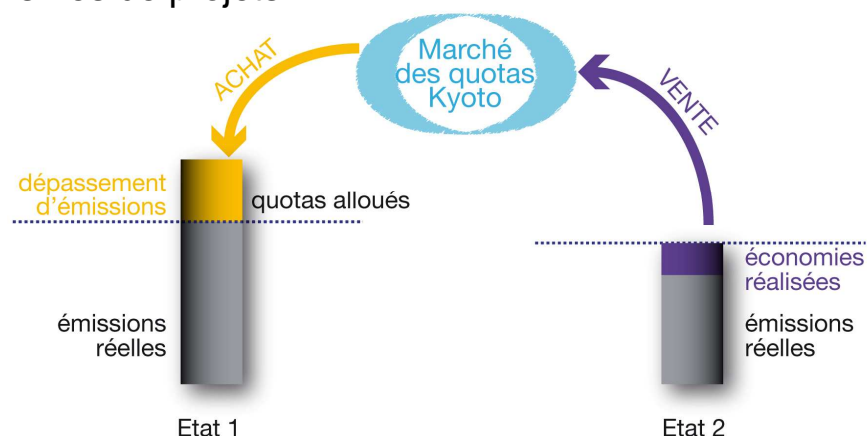 Marché
des quotas
Kyoto
ACHAT
VENTE
dépassement
d'émissions
quotas alloués
émissions
réelles
Etat 1
économies
réalisées
émissions
réelles
Etat 2